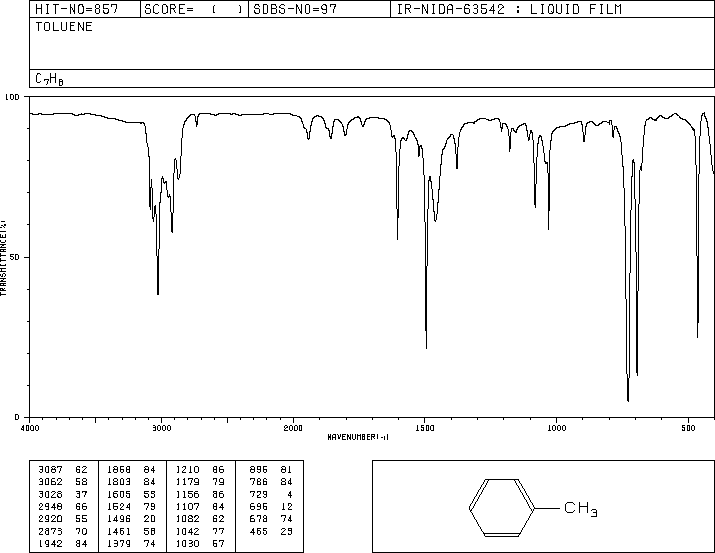 HIT-NO=857 SCORE= ( ) SDBS-NO=97 IR-NIDA-63542 : LIQUID FILM
TOLUENE
C7H8
100
50
0
TRANSMITTANCE(%)
4000 3000 2000 1500 1000 500
WAVENUMBER(-1)
3087 62 1858 84 1210 86 895 81
3062 58 1803 84 1179 79 786 84
3028 37 1605 55 1156 86 729 4
2948 66 1524 79 1107 84 695 12
2920 55 1496 20 1082 62 678 74
2873 70 1461 58 1042 77 465 23
1942 84 1379 74 1030 57
CH3